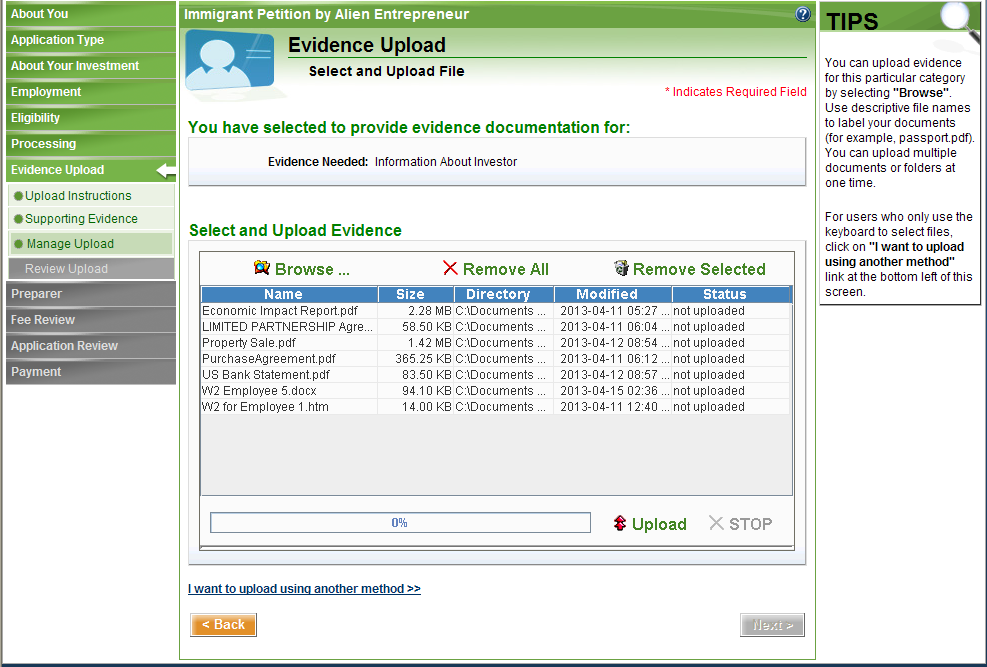 About You
Application Type
About Your Investment
Employment
Eligibility
Processing
Evidence Upload
Upload Instructions
Supporting Evidence
Manage Upload
Review Upload
Preparer
Fee Review
Application Review
Payment
Immigrant Petition by Alien Entrepreneur ?
Evidence Upload
Select and Upload File
* Indicates Required Field
You have selected to provide evidence documentation for:
Evidence Needed: Information About Investor
Select and Upload Evidence
Browse ... Remove All Remove Selected
Name Size Directory Modified Status
Economic Impact Report.pdf 2.28 MB C:\Documents ... 2013-04-11 05:27 ... not uploaded
LIMITED PARTNERSHIP Agre... 58.50 KB C:\Documents ... 2013-04-11 06:04 ... not uploaded
Property Sale.pdf 1.42 MB C:\Documents ... 2013-04-12 08:54 ... not uploaded
PurchaseAgreement.pdf 365.25 KB C:\Documents ... 2013-04-11 06:12 ... not uploaded
US Bank Statement.pdf 83.50 KB C:\Documents ... 2013-04-12 08:57 ... not uploaded
W2 Employee 5.docx 94.10 KB C:\Documents ... 2013-04-15 02:36 ... not uploaded
W2 for Employee 1.htm 14.00 KB C:\Documents ... 2013-04-11 12:40 ... not uploaded
0% Upload STOP
I want to upload using another method >>
< Back Next >
TIPS
You can upload evidence
for this particular category
by selecting "Browse".
Use descriptive file names
to label your documents
(for example, passport.pdf).
You can upload multiple
documents or folders at
one time.
For users who only use the
keyboard to select files,
click on "I want to upload
using another method"
link at the bottom left of this
screen.